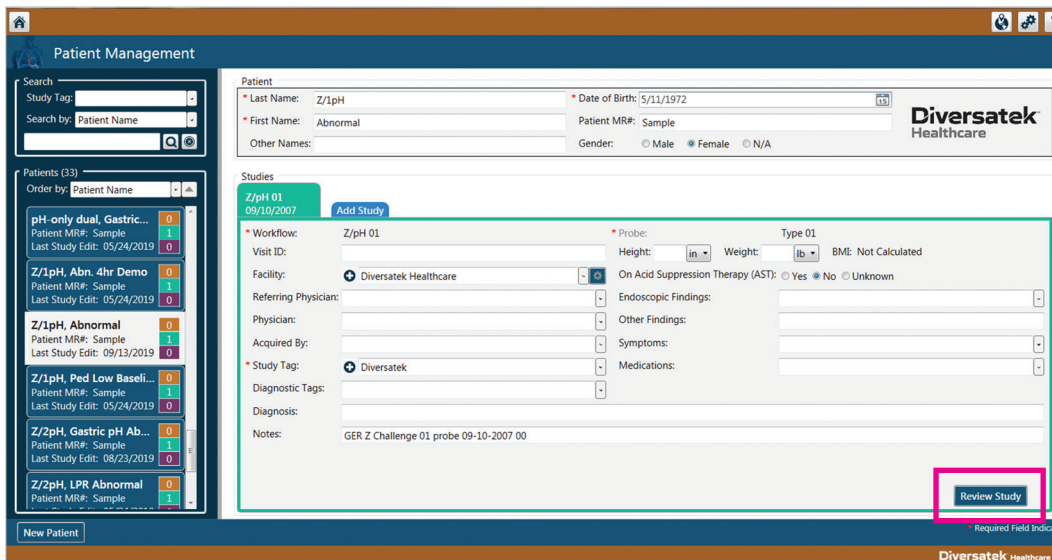 Patient Management
Search
Study Tag:
Search by: Patient Name
Patients (33)
Order by: Patient Name
pH-only dual, Gastric... 0
Patient MR#: Sample 1
Last Study Edit: 05/24/2019 0
Z/1pH, Abn. 4hr Demo 0
Patient MR#: Sample 1
Last Study Edit: 05/24/2019 0
Z/1pH, Abnormal 0
Patient MR#: Sample 1
Last Study Edit: 09/13/2019 0
Z/1pH, Ped Low Baseli... 0
Patient MR#: Sample 1
Last Study Edit: 05/24/2019 0
Z/2pH, Gastric pH Ab... 0
Patient MR#: Sample 1
Last Study Edit: 08/23/2019 0
Z/2pH, LPR Abnormal 0
Patient MR#: Sample 1
New Patient
Patient
* Last Name: Z/1pH * Date of Birth: 5/11/1972 15
* First Name: Abnormal Patient MR#: Sample
Other Names: Gender: Male Female N/A
Diversatek
Healthcare
Studies
Z/pH 01
09/10/2007 Add Study
* Workflow: Z/pH 01 * Probe: Type 01
Visit ID: Height: in Weight: lb BMI: Not Calculated
Facility: Diversatek Healthcare On Acid Suppression Therapy (AST): Yes No Unknown
Referring Physician: Endoscopic Findings:
Physician: Other Findings:
Acquired By: Symptoms:
* Study Tag: Diversatek Medications:
Diagnostic Tags:
Diagnosis:
Notes: GER Z Challenge 01 probe 09-10-2007 00
Review Study
* Required Field Indica
Diversatek Healthcare